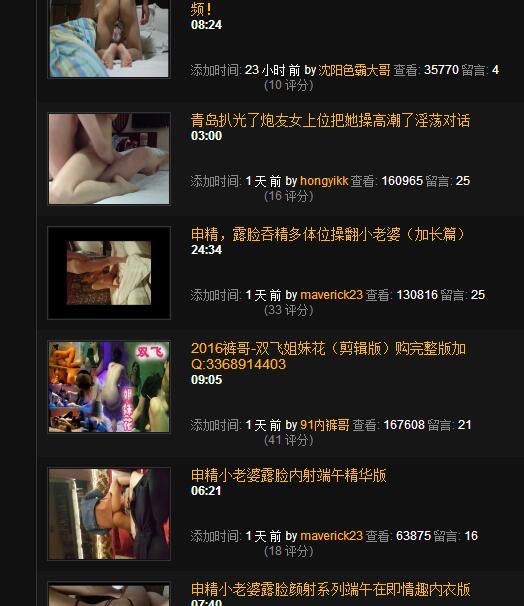 频!
08:24
添加时间: 23 小时 前 by 沈阳色霸大哥 查看: 35770 留言: 4
(10 评分)
青岛扒光了炮友女上位把她操高潮了淫荡对话
03:00
添加时间: 1 天 前 by hongyikk 查看: 160965 留言: 25
(16 评分)
申精，露脸吞精多体位操翻小老婆（加长篇）
24:34
添加时间: 1 天 前 by maverick23 查看: 130816 留言: 25
(33 评分)
双飞
姐妹花
2016裤哥-双飞姐妹花（剪辑版）购完整版加
Q:3368914403
09:05
添加时间: 1 天 前 by 91内裤哥 查看: 167608 留言: 21
(41 评分)
申精小老婆露脸内射端午精华版
06:21
添加时间: 1 天 前 by maverick23 查看: 63875 留言: 16
(18 评分)
申精小老婆露脸颜射系列端午在即情趣内衣版
07:40